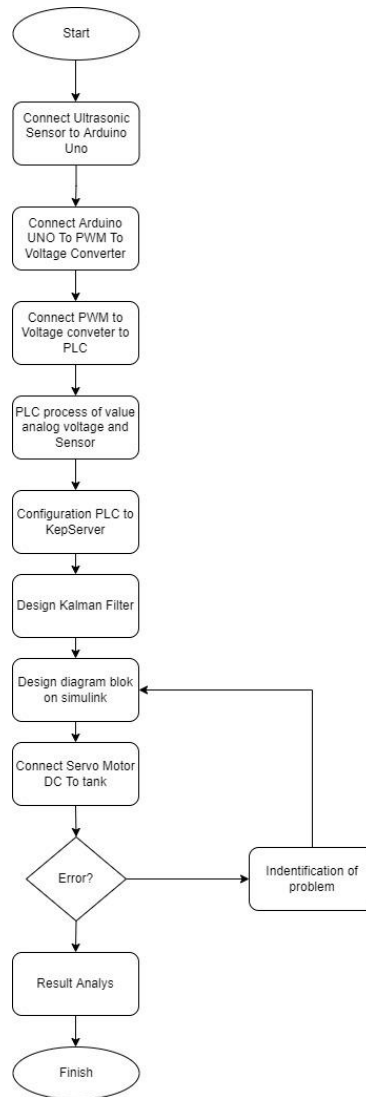 Start
Connect Ultrasonic
Sensor to Arduino
Uno
Connect Arduino
UNO To PWM To
Voltage Converter
Connect PWM to
Voltage conveter to
PLC
PLC process of value
analog voltage and
Sensor
Configuration PLC to
KepServer
Design Kalman Filter
Design diagram blok
on simulink
Connect Servo Motor
DC To tank
Error?
Indentification of
problem
Result Analys
Finish